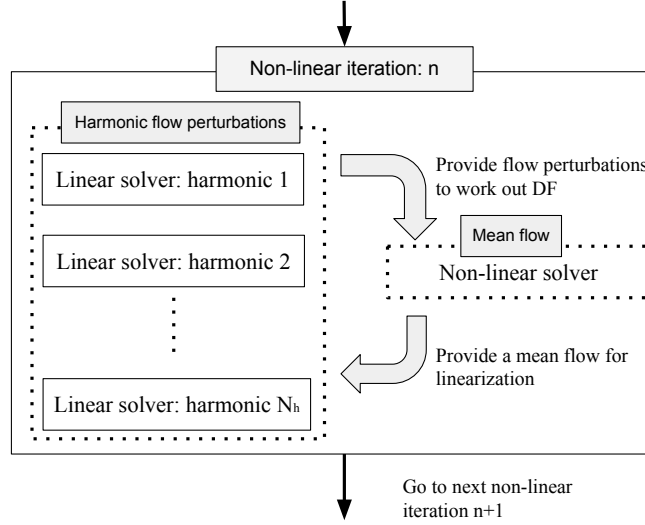 Non-linear iteration: n
Harmonic flow perturbations
Linear solver: harmonic 1
Linear solver: harmonic 2
Linear solver: harmonic Nh
Provide flow perturbations
to work out DF
Mean flow
Non-linear solver
Provide a mean flow for
linearization
Go to next non-linear
iteration n+1